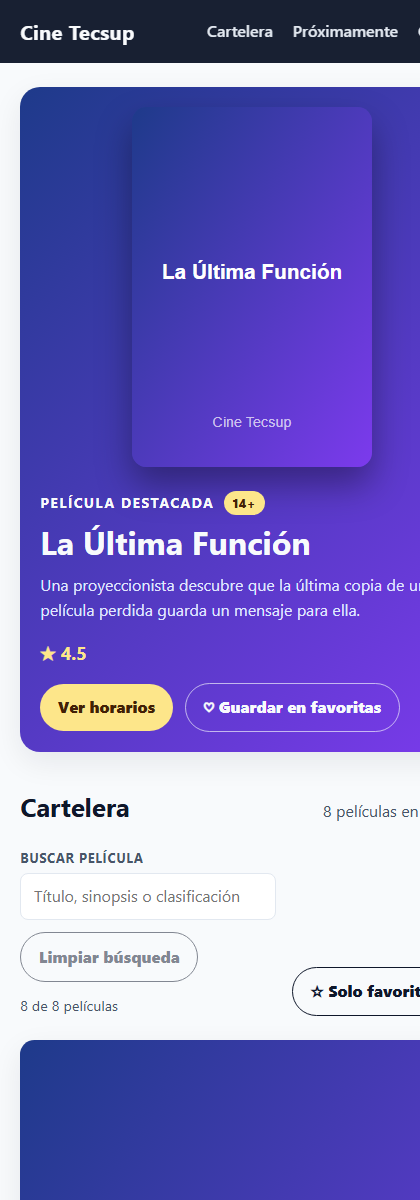 Cine Tecsup
Cartelera
Próximamente
La Última Función
Cine Tecsup
PELÍCULA DESTACADA
14+
La Última Función
Una proyeccionista descubre que la última copia de
película perdida guarda un mensaje para ella.
★ 4.5
Ver horarios
♡ Guardar en favoritas
Cartelera
8 películas en
BUSCAR PELÍCULA
Título, sinopsis o clasificación
Limpiar búsqueda
8 de 8 películas
☆ Solo favorit